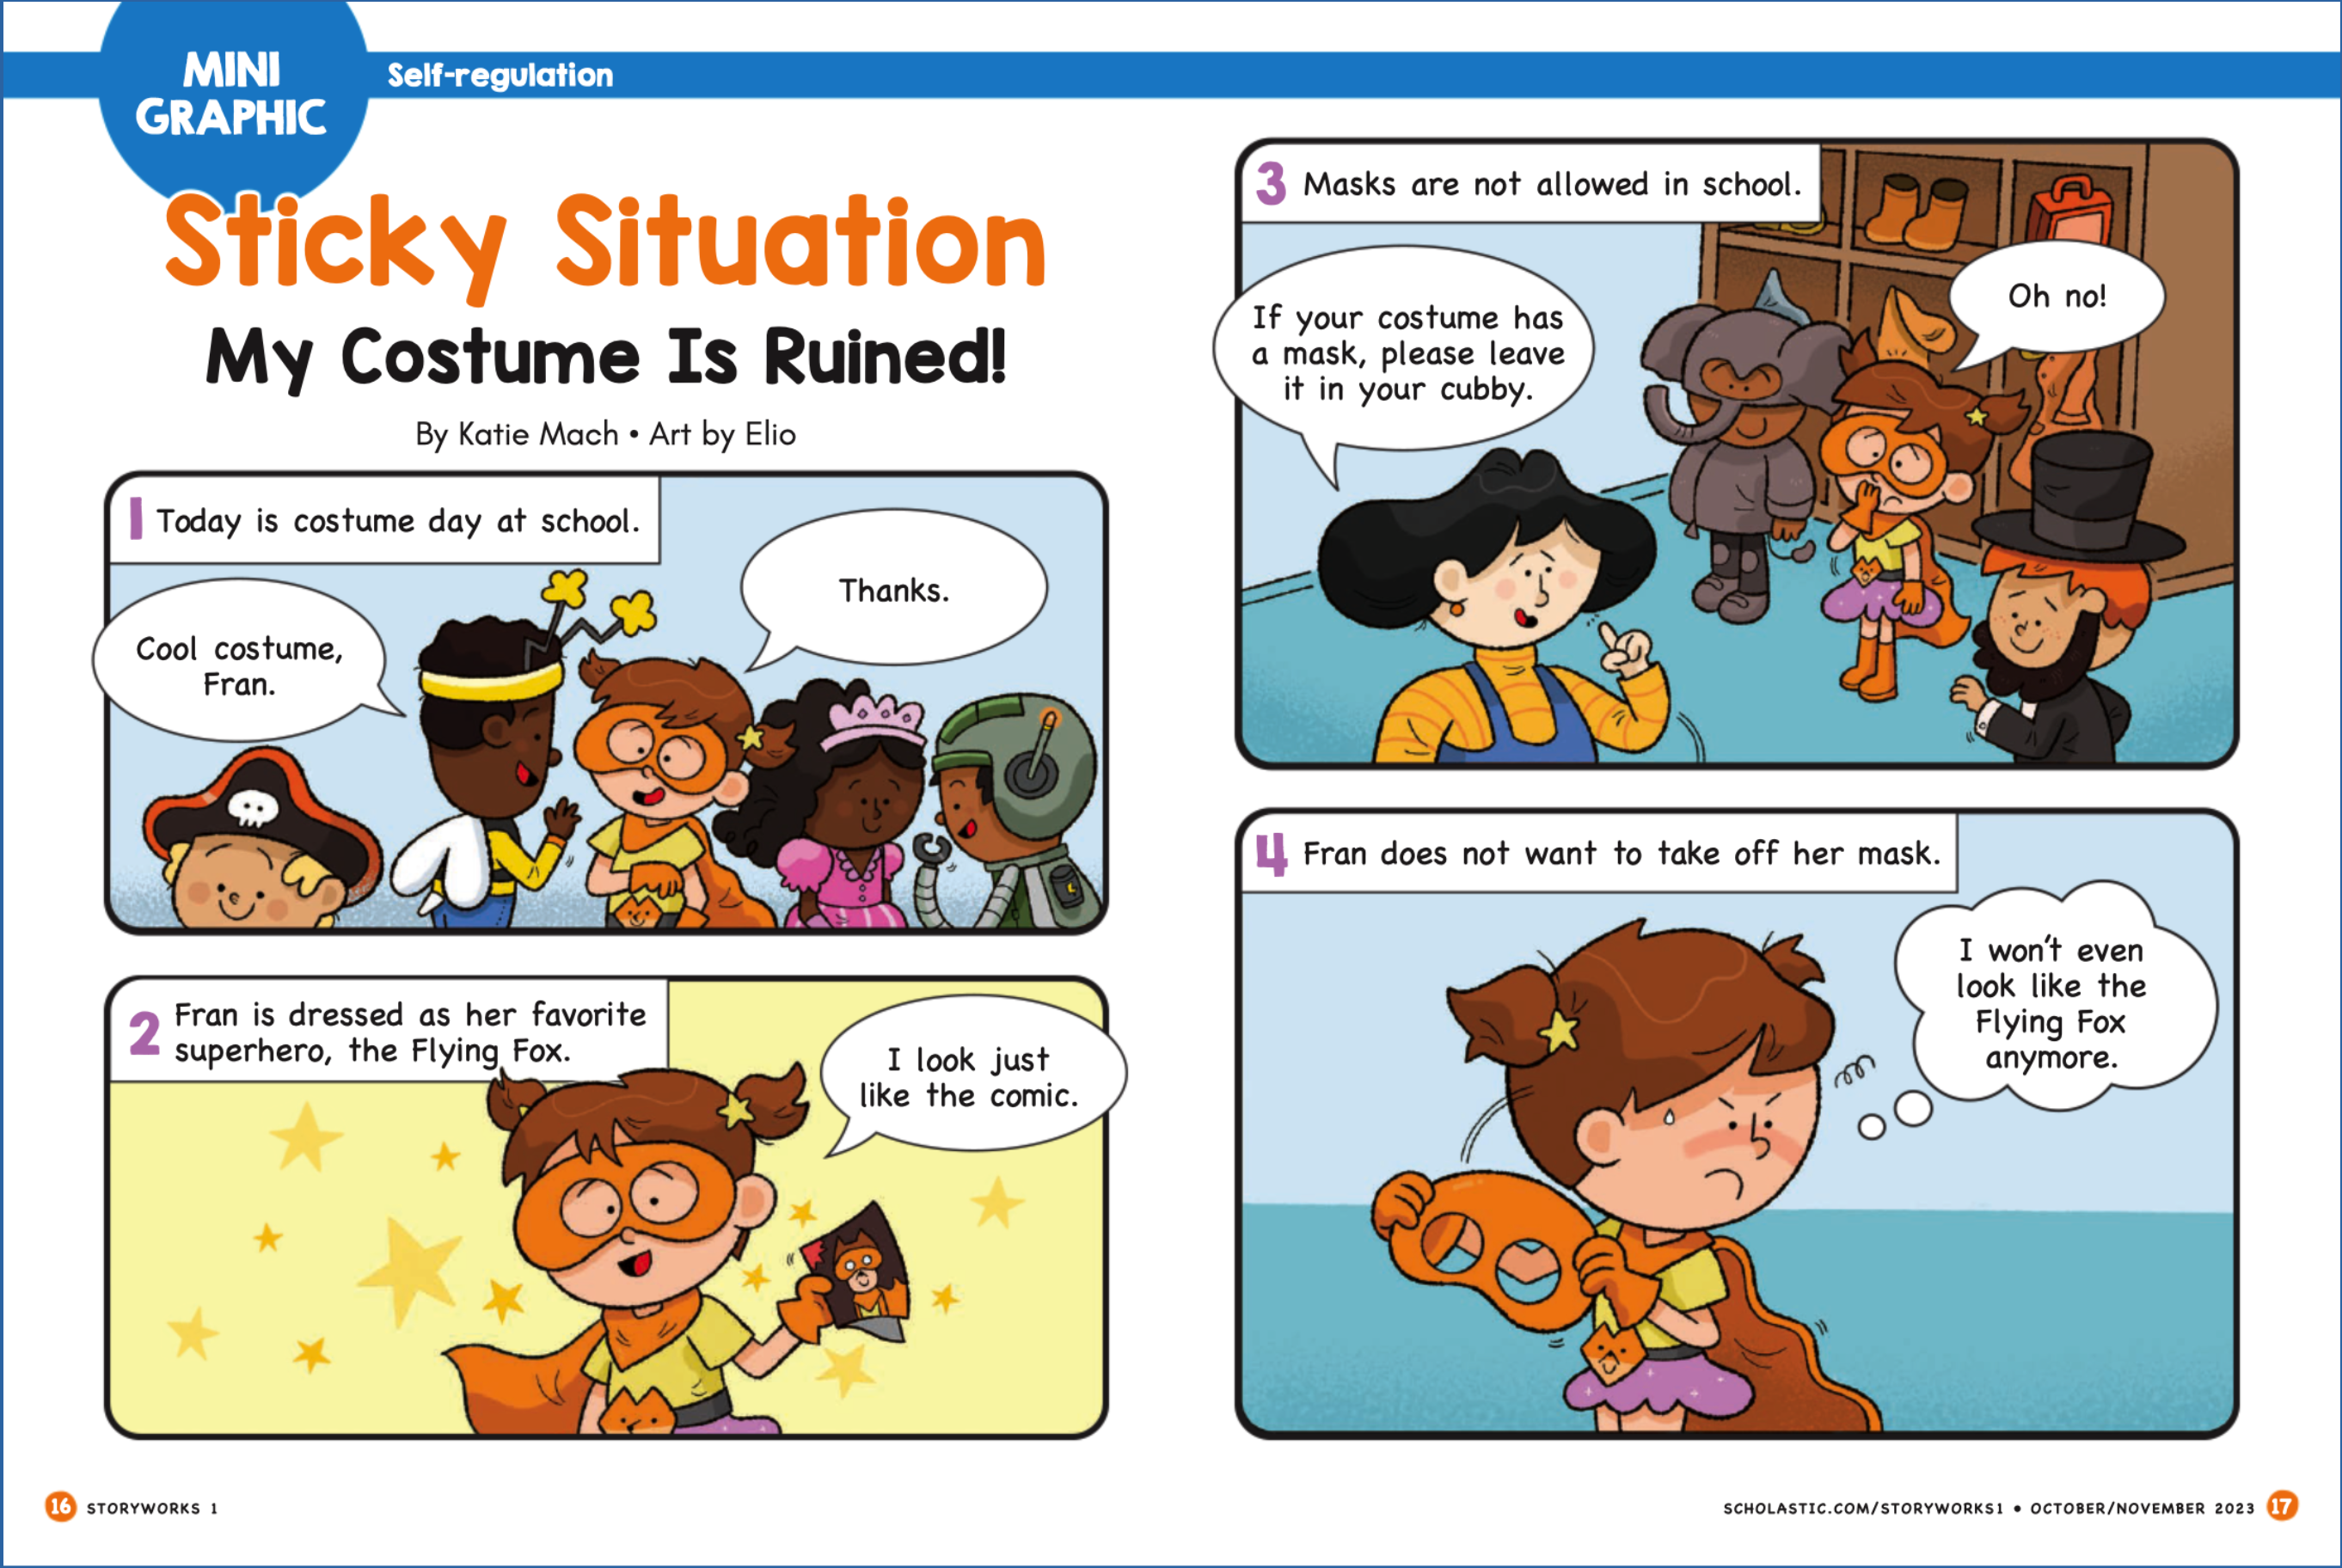 MINI
GRAPHIC
Self-regulation
Sticky Situation
My Costume Is Ruined!
By Katie Mach • Art by Elio
1 Today is costume day at school.
Cool costume,
Fran.
Thanks.
2 Fran is dressed as her favorite
superhero, the Flying Fox.
I look just
like the comic.
3 Masks are not allowed in school.
If your costume has
a mask, please leave
it in your cubby.
Oh no!
4 Fran does not want to take off her mask.
I won't even
look like the
Flying Fox
anymore.
16 STORYWORKS 1
SCHOLASTIC.COM/STORYWORKS1 • OCTOBER/NOVEMBER 2023 17